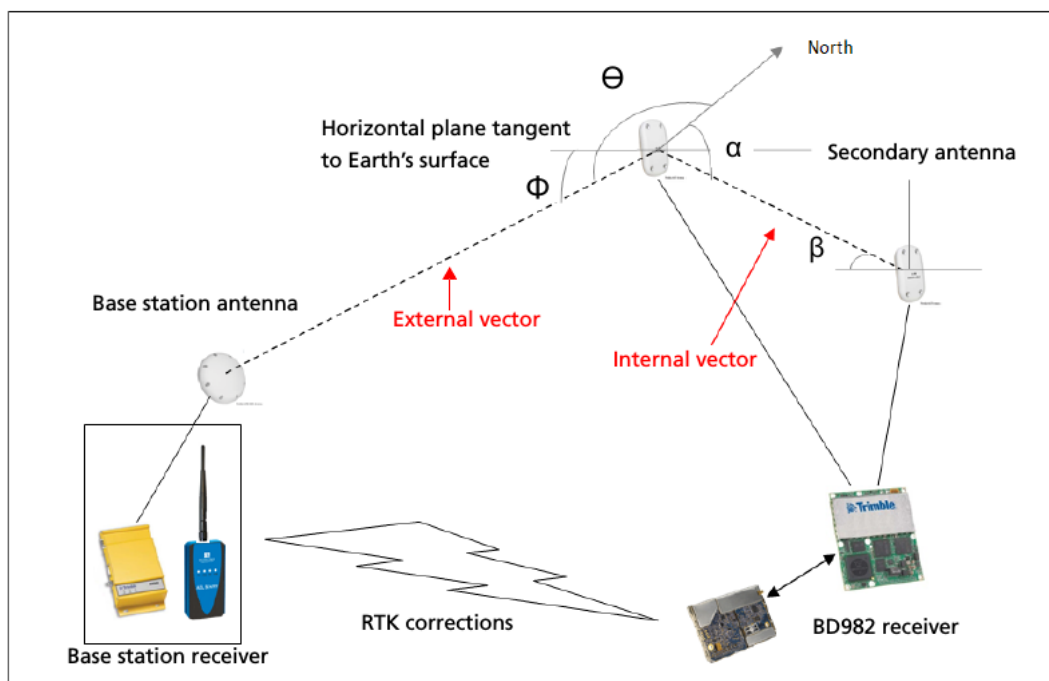 North
Θ
Horizontal plane tangent
to Earth's surface
α
Secondary antenna
Φ
β
Base station antenna
External vector
Internal vector
Trimble
RTK corrections
BD982 receiver
Base station receiver